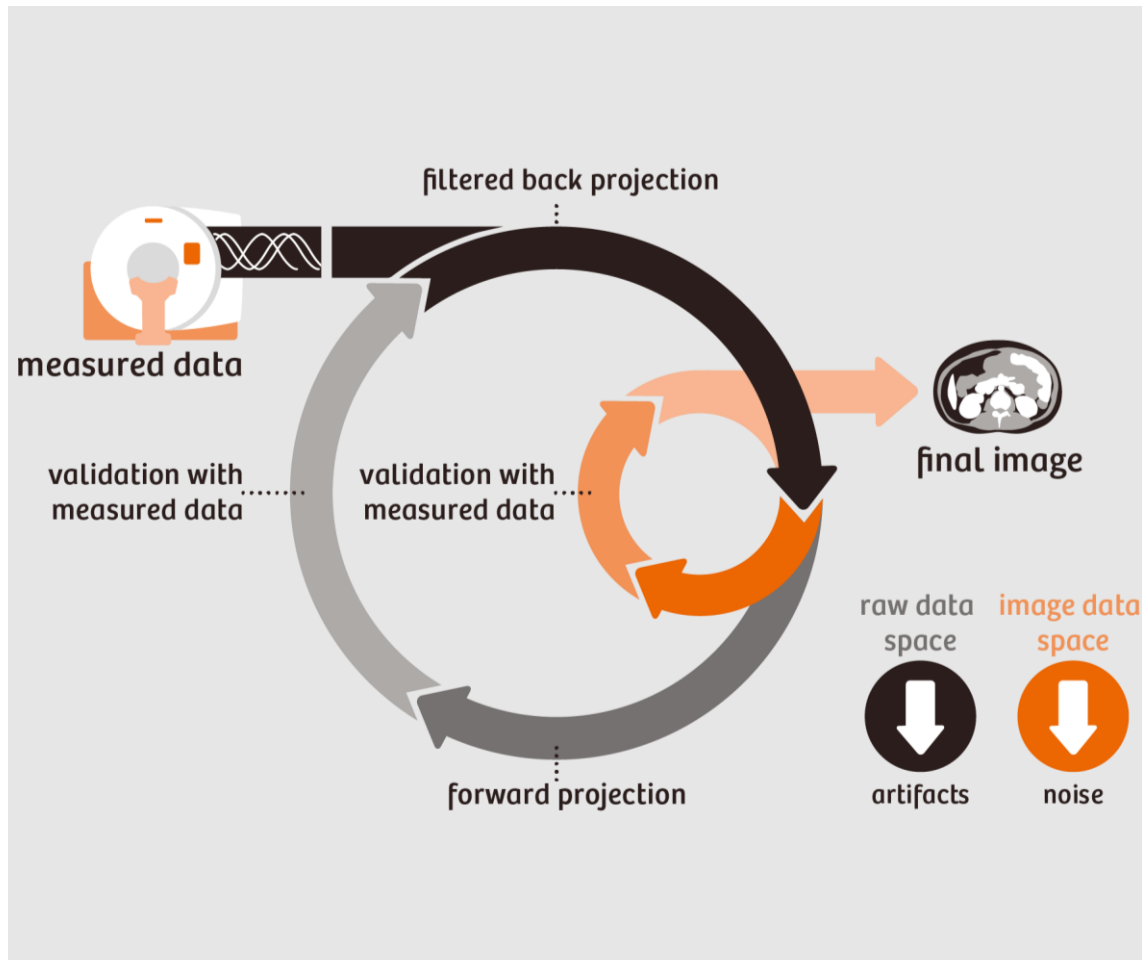 filtered back projection
measured data
final image
validation with
measured data
validation with
measured data
raw data
space
image data
space
forward projection
artifacts
noise